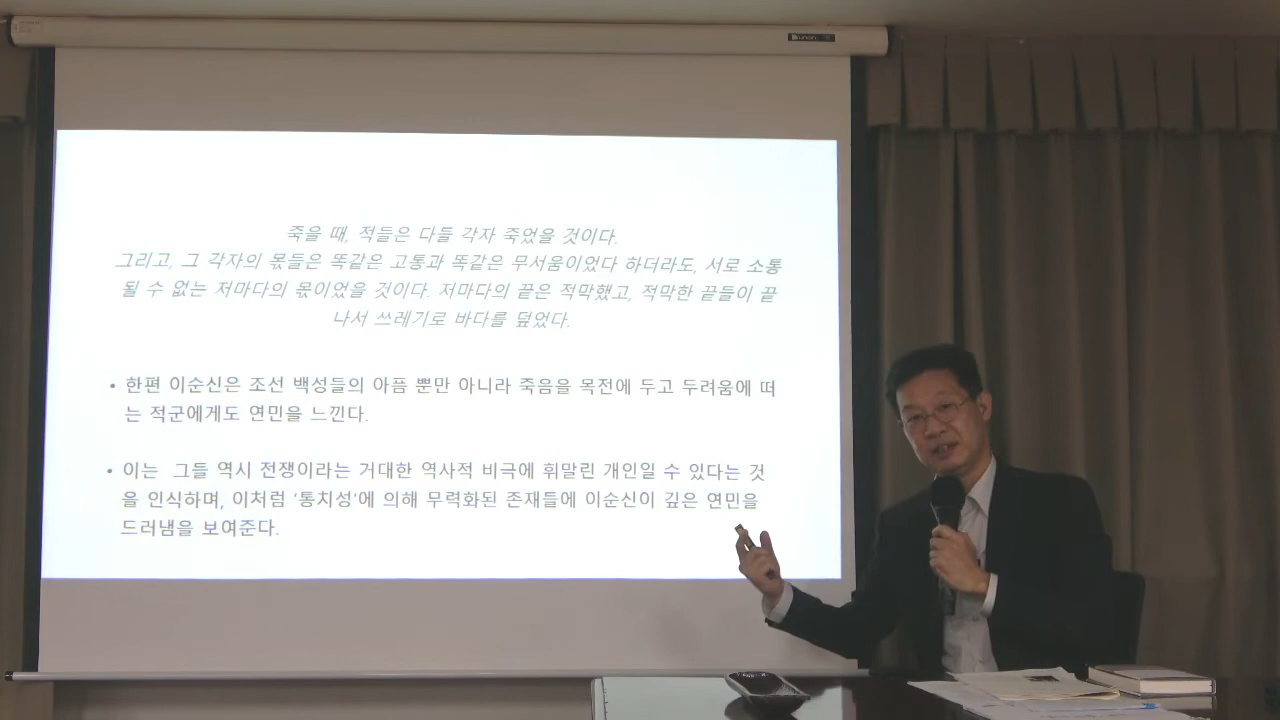 죽을 때, 적들은 다들 각자 죽었을 것이다.
그리고, 그 각자의 몫들은 똑같은 고통과 똑같은 무서움이었다 하더라도, 서로 소통
될 수 없는 저마다의 몫이었을 것이다. 저마다의 끝은 적막했고, 적막한 끝들이 끝
나서 쓰레기로 바다를 덮었다.
• 한편 이순신은 조선 백성들의 아픔 뿐만 아니라 죽음을 목전에 두고 두려움에 떠
는 적군에게도 연민을 느낀다.
• 이는 그들 역시 전쟁이라는 거대한 역사적 비극에 휘말린 개인일 수 있다는 것
을 인식하며, 이처럼 ‘통치성’에 의해 무력화된 존재들에 이순신이 깊은 연민을
드러냄을 보여준다.